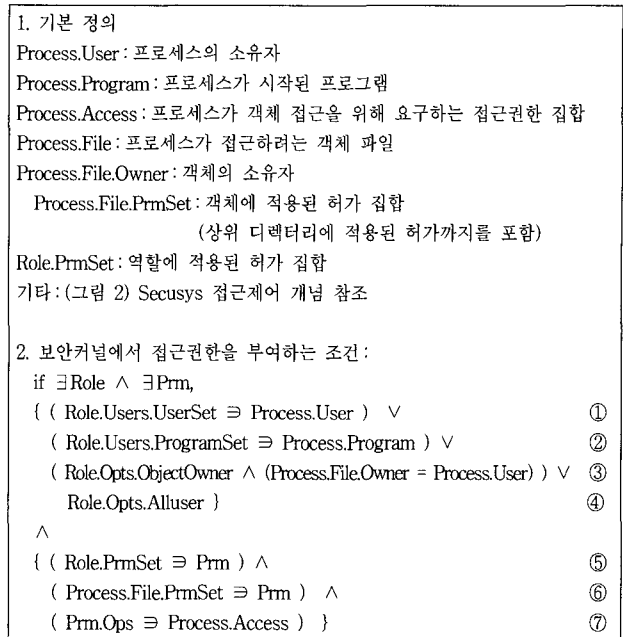 1. 기본 정의
Process.User : 프로세스의 소유자
Process.Program : 프로세스가 시작된 프로그램
Process.Access : 프로세스가 객체 접근을 위해 요구하는 접근권한 집합
Process.File : 프로세스가 접근하려는 객체 파일
Process.File.Owner : 객체의 소유자
Process.File.PrmSet : 객체에 적용된 허가 집합
(상위 디렉터리에 적용된 허가까지를 포함)
Role.PrmSet : 역할에 적용된 허가 집합
기타 : (그림 2) Secusys 접근제어 개념 참조
2. 보안커널에서 접근권한을 부여하는 조건 :
if ∃Role ∧ ∃Prm,
{ ( Role.Users.UserSet ∋ Process.User ) ∨ ①
( Role.Users.ProgramSet ∋ Process.Program ) ∨ ②
( Role.Opts.ObjectOwner ∧ (Process.File.Owner = Process.User) ) ∨ ③
Role.Opts.Alluser } ④
∧
{ ( Role.PrmSet ∋ Prm ) ∧ ⑤
( Process.File.PrmSet ∋ Prm ) ∧ ⑥
( Prm.Ops ∋ Process.Access ) } ⑦